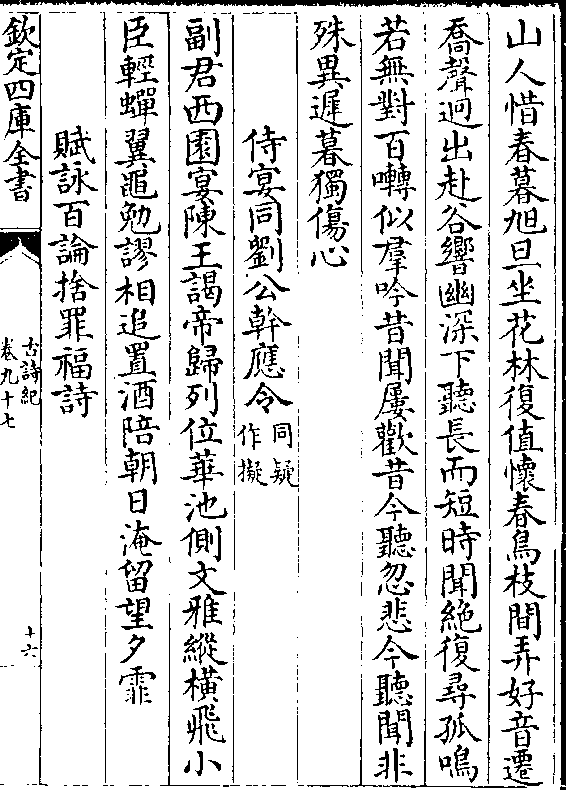 山人惜春暮旭旦坐花林復值懷春鳥枝間弄好音遷
喬聲迥出赴谷響幽深下聽長而短時聞絶復尋孤鳴
若無對百囀似羣吟昔聞屢歡昔今聽忽悲今聽聞非
殊異遲暮獨傷心
侍宴同劉公幹應令同疑作擬
副君西園宴陳王謁帝歸列位華池側文雅縱横飛小
臣輕蟬翼黽勉謬相追置酒陪朝日淹留望夕霏
賦詠百論捨罪福詩
欽定四庫全書
古詩紀
卷九十七
十六